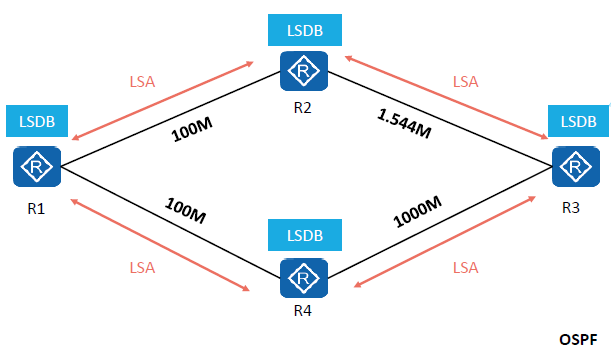 LSDB
R
R2
LSA
LSA
100M
1.544M
LSDB
R
R1
LSDB
R
R3
100M
1000M
LSA
LSA
LSDB
R
R4
OSPF